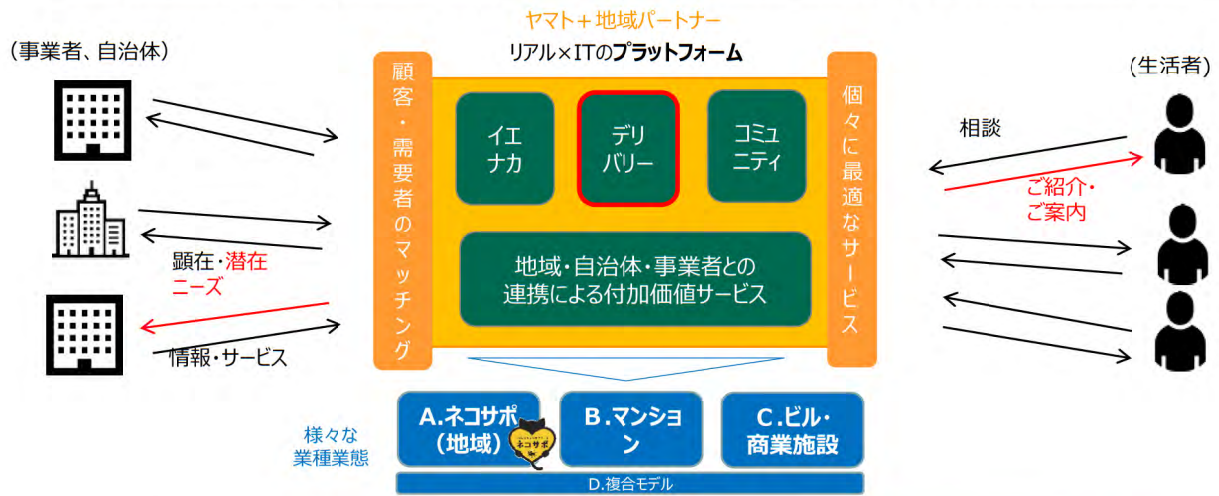 ヤマト+地域パートナー
リアル×ITのプラットフォーム
(事業者、自治体)
顧客・需要者のマッチング
イエ
ナカ
デリ
バリー
コミュ
ニティ
地域・自治体・事業者との
連携による付加価値サービス
個々に最適なサービス
(生活者)
相談
ご紹介・
ご案内
顕在・潜在
ニーズ
情報・サービス
様々な
業種業態
A.ネコサポ
(地域)
ネコサポ
B.マンショ
ン
C.ビル・
商業施設
D.複合モデル